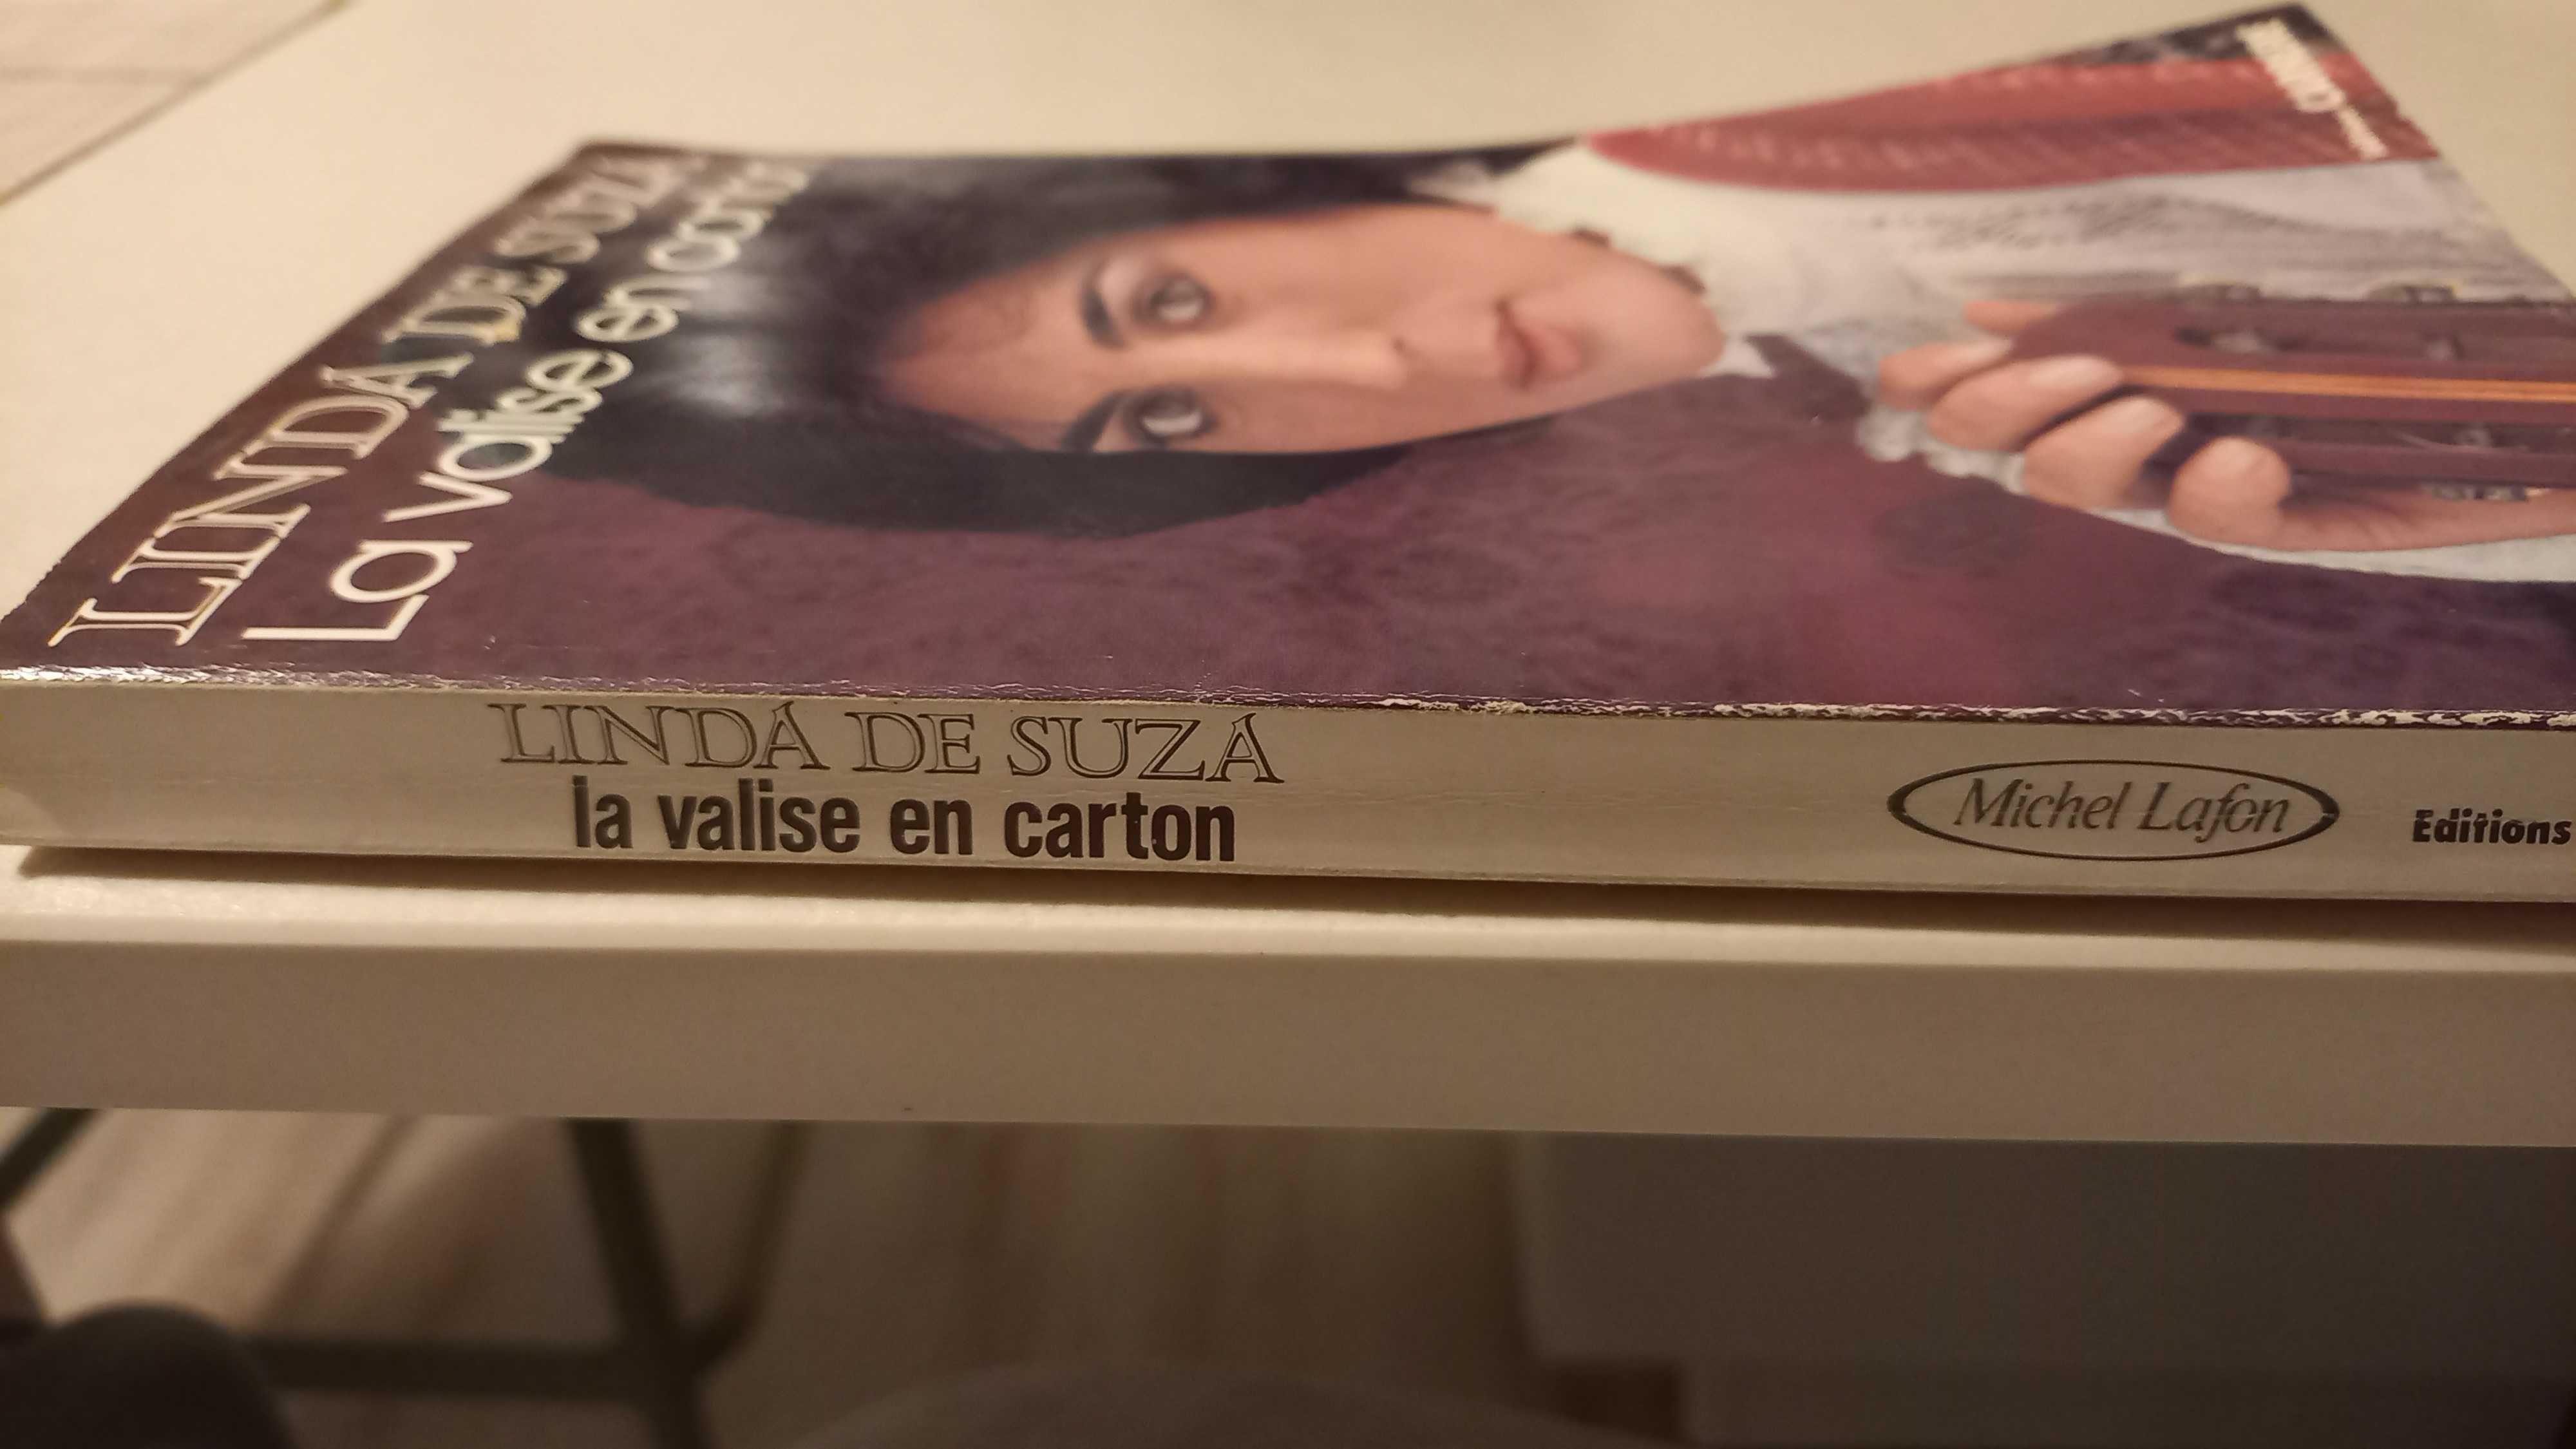 LINDA DE SUZA
La valise en carton
LINDA DE SUZA
la valise en carton
Michel Lafon
Editions